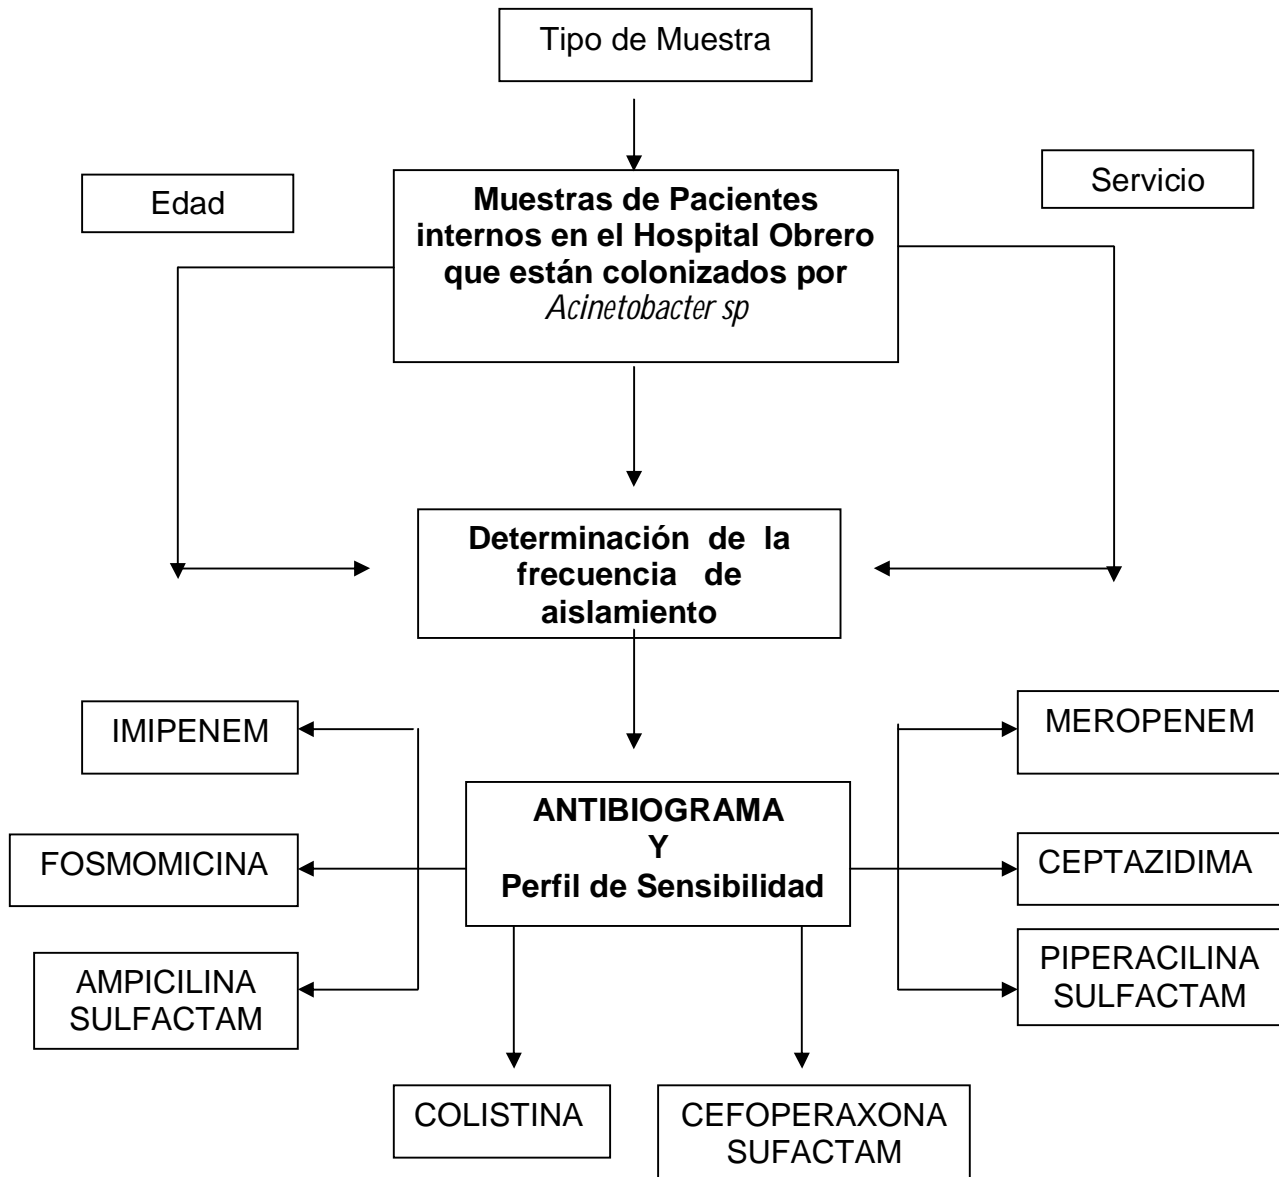 Tipo de Muestra
Edad
Muestras de Pacientes
internos en el Hospital Obrero
que están colonizados por
Acinetobacter sp
Servicio
Determinación de la
frecuencia de
aislamiento
IMIPENEM
MEROPENEM
ANTIBIOGRAMA
Y
Perfil de Sensibilidad
FOSMOMICINA
CEPTAZIDIMA
AMPICILINA
SULFACTAM
PIPERACILINA
SULFACTAM
COLISTINA
CEFOPERAXONA
SUFACTAM